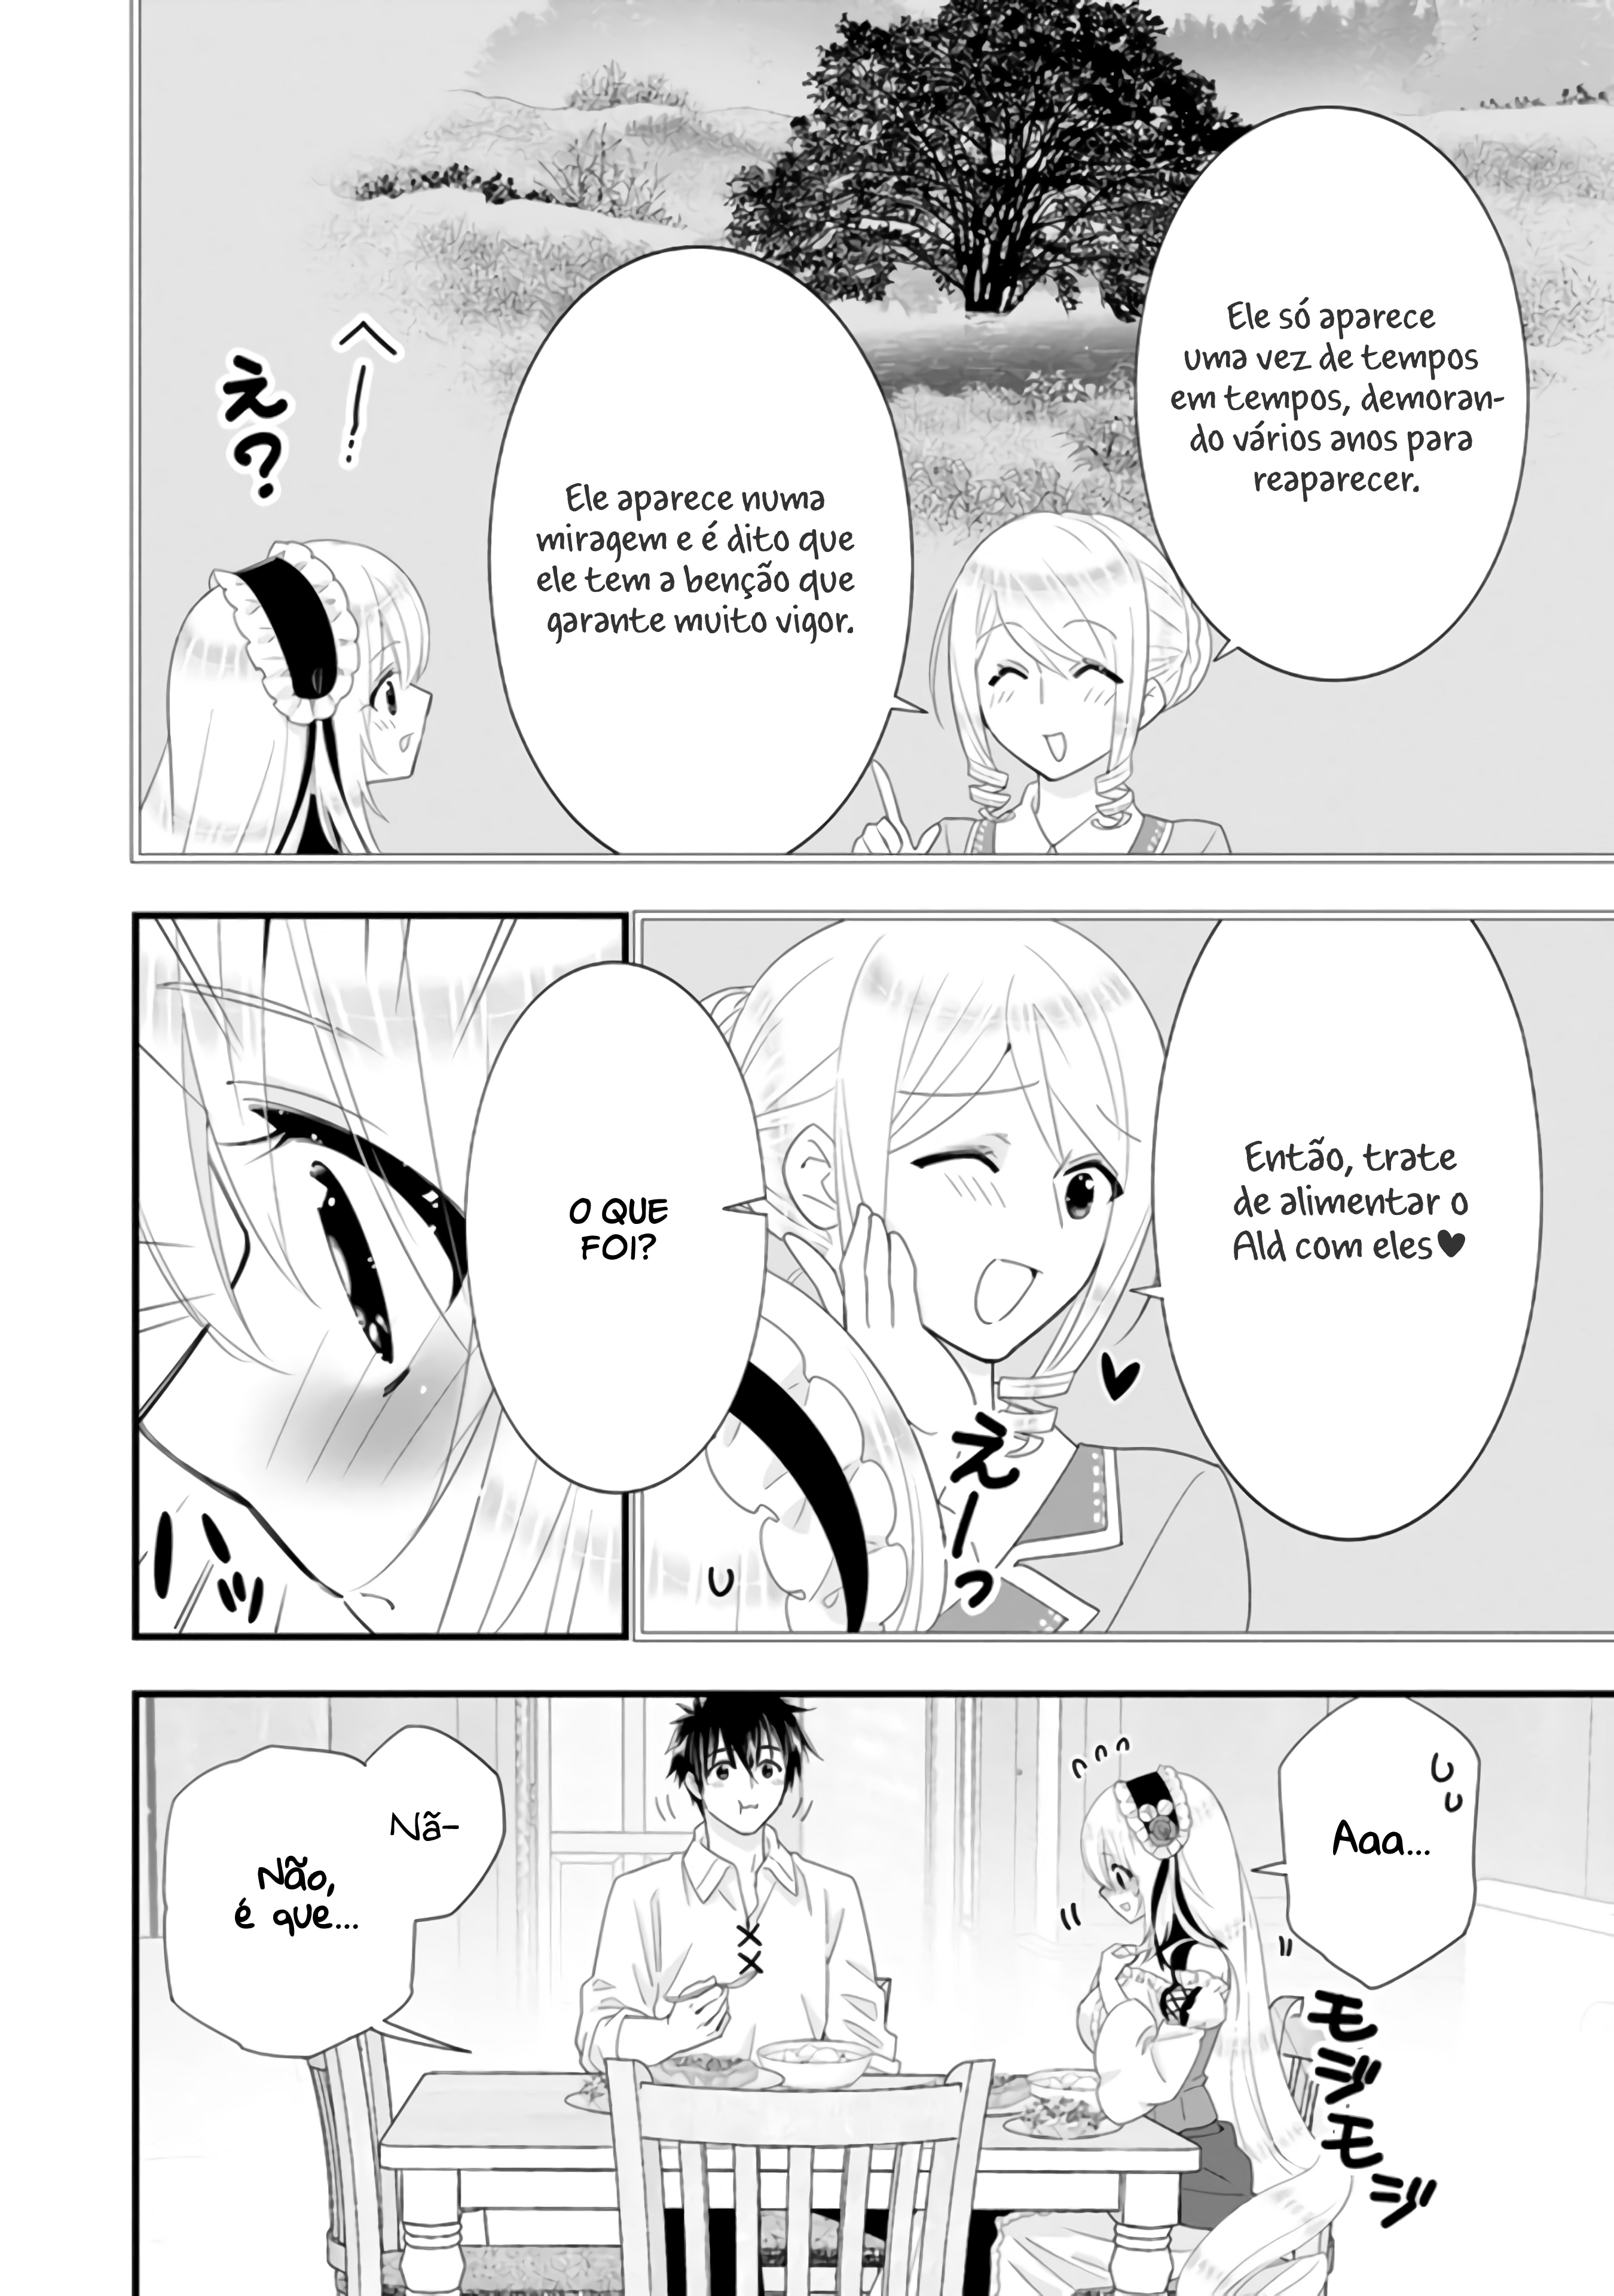 Ele só aparece
uma vez de tempos
em tempos, demoran-
do vários anos para
reaparecer.
Ele aparece numa
miragem e é dito que
ele tem a benção que
garante muito vigor.
へー…
え?
Então, trate
de alimentar o
Ald com eles♥
えーっ
O QUE
FOI?
ハッ
Aaa...
モジモジ
Nã-
Não,
é que...